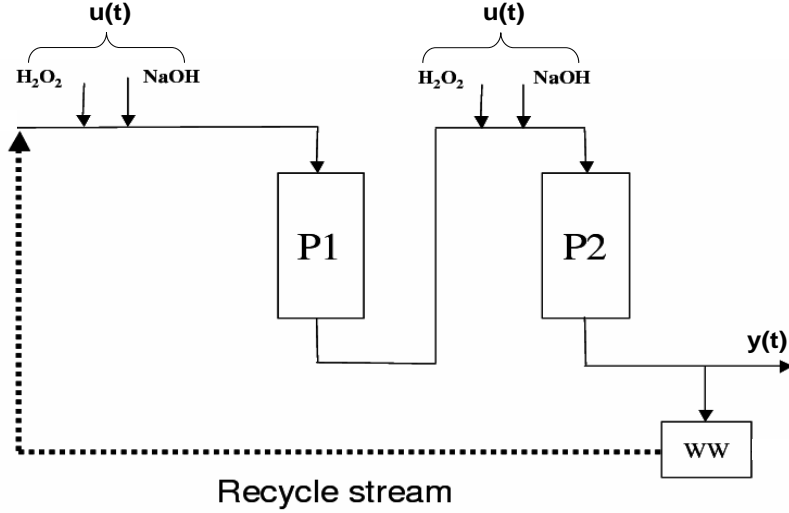 u(t) u(t)
H₂O₂ NaOH H₂O₂ NaOH
P1 P2
y(t)
WW
Recycle stream